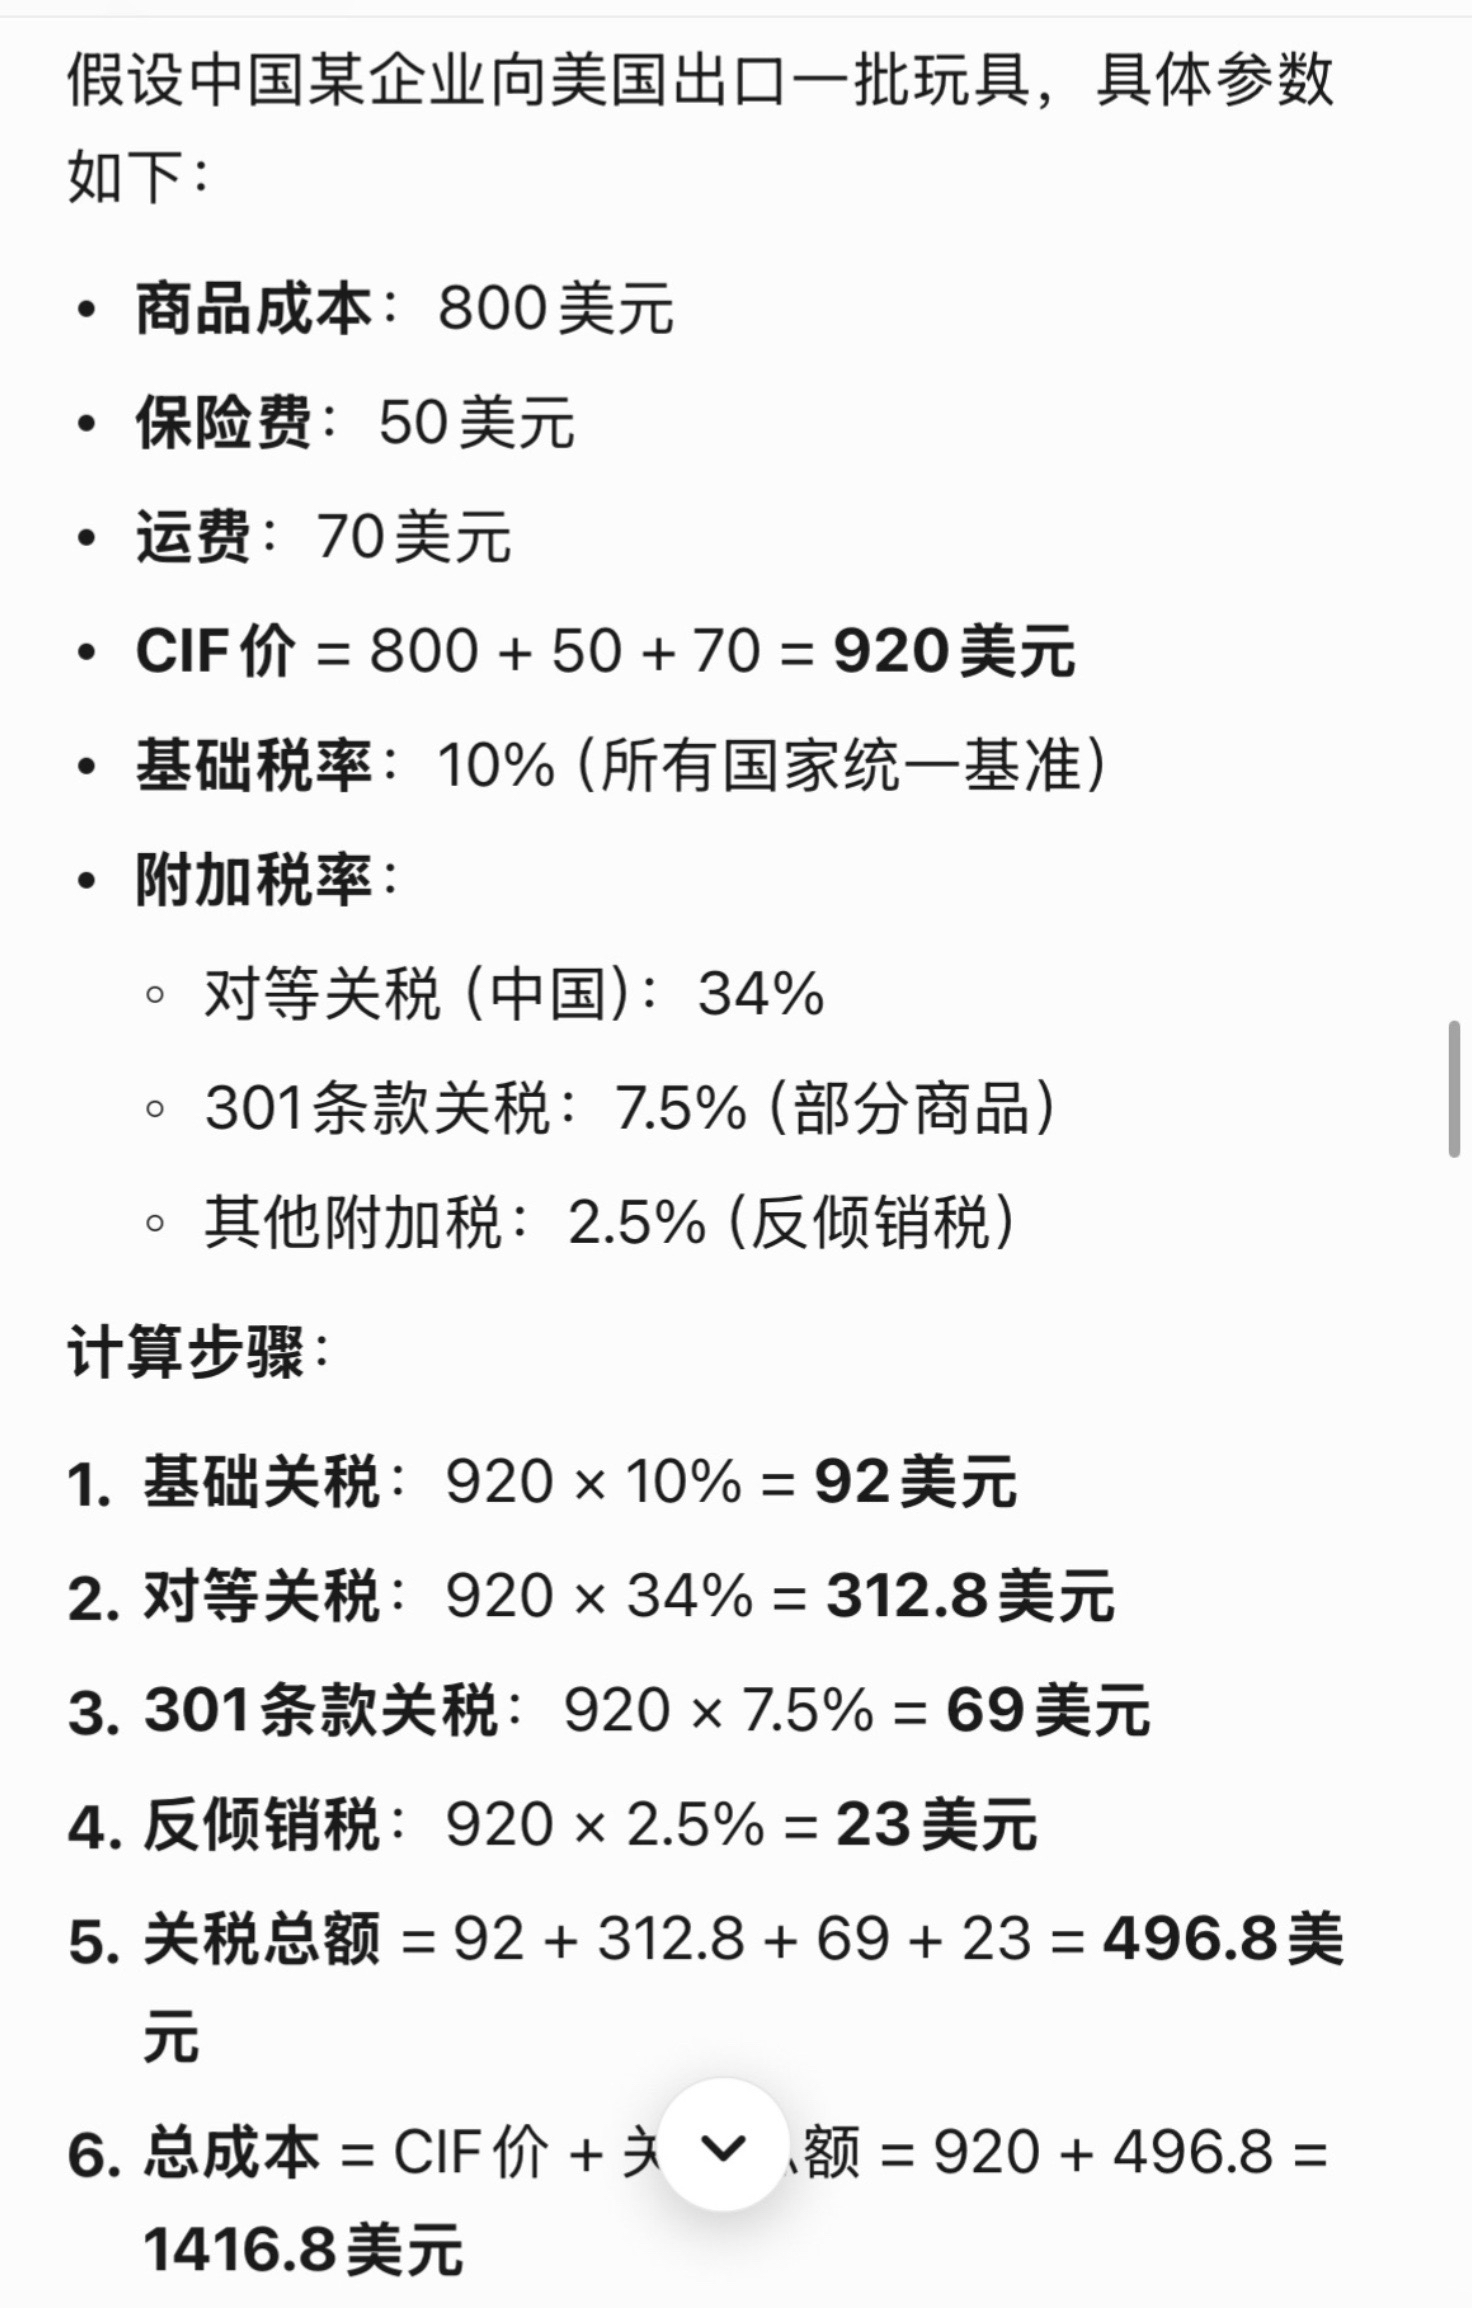 假设中国某企业向美国出口一批玩具，具体参数
如下：
• 商品成本：800美元
• 保险费：50美元
• 运费：70美元
• CIF价 = 800 + 50 + 70 = 920美元
• 基础税率：10%（所有国家统一基准）
• 附加税率：
◦ 对等关税（中国）：34%
◦ 301条款关税：7.5%（部分商品）
◦ 其他附加税：2.5%（反倾销税）
计算步骤：
1. 基础关税：920 × 10% = 92美元
2. 对等关税：920 × 34% = 312.8美元
3. 301条款关税：920 × 7.5% = 69美元
4. 反倾销税：920 × 2.5% = 23美元
5. 关税总额 = 92 + 312.8 + 69 + 23 = 496.8美
元
6. 总成本 = CIF价 + 额 = 920 + 496.8 =
1416.8美元